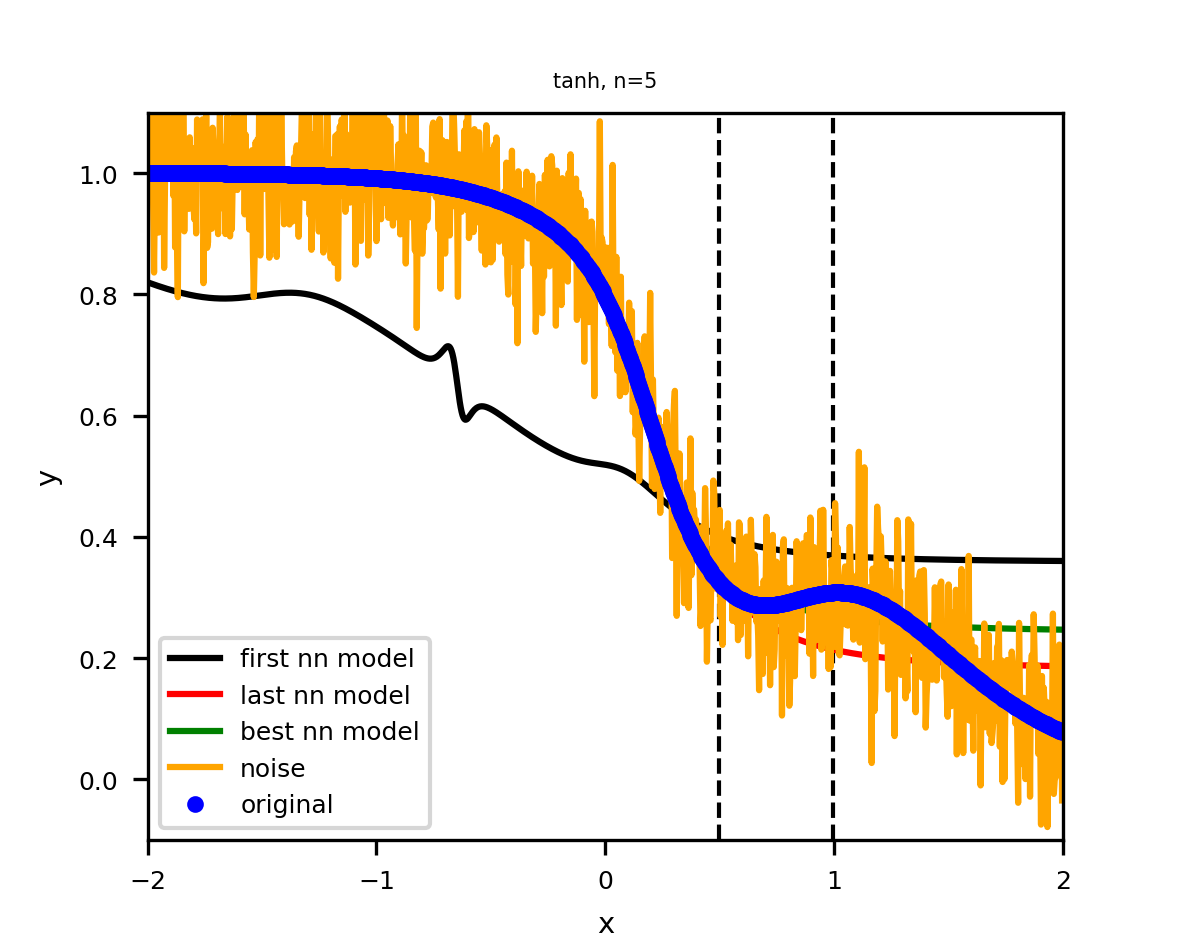 tanh, n=5
y
1.0
0.8
0.6
0.4
0.2
0.0
first nn model
last nn model
best nn model
noise
original
−2
−1
0
1
2
x